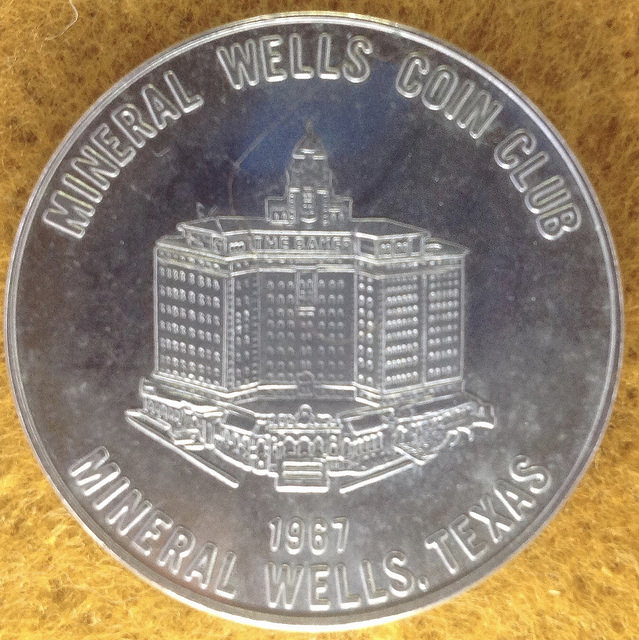 MINERAL WELLS COIN CLUB
THE BAKER
1967
MINERAL WELLS, TEXAS